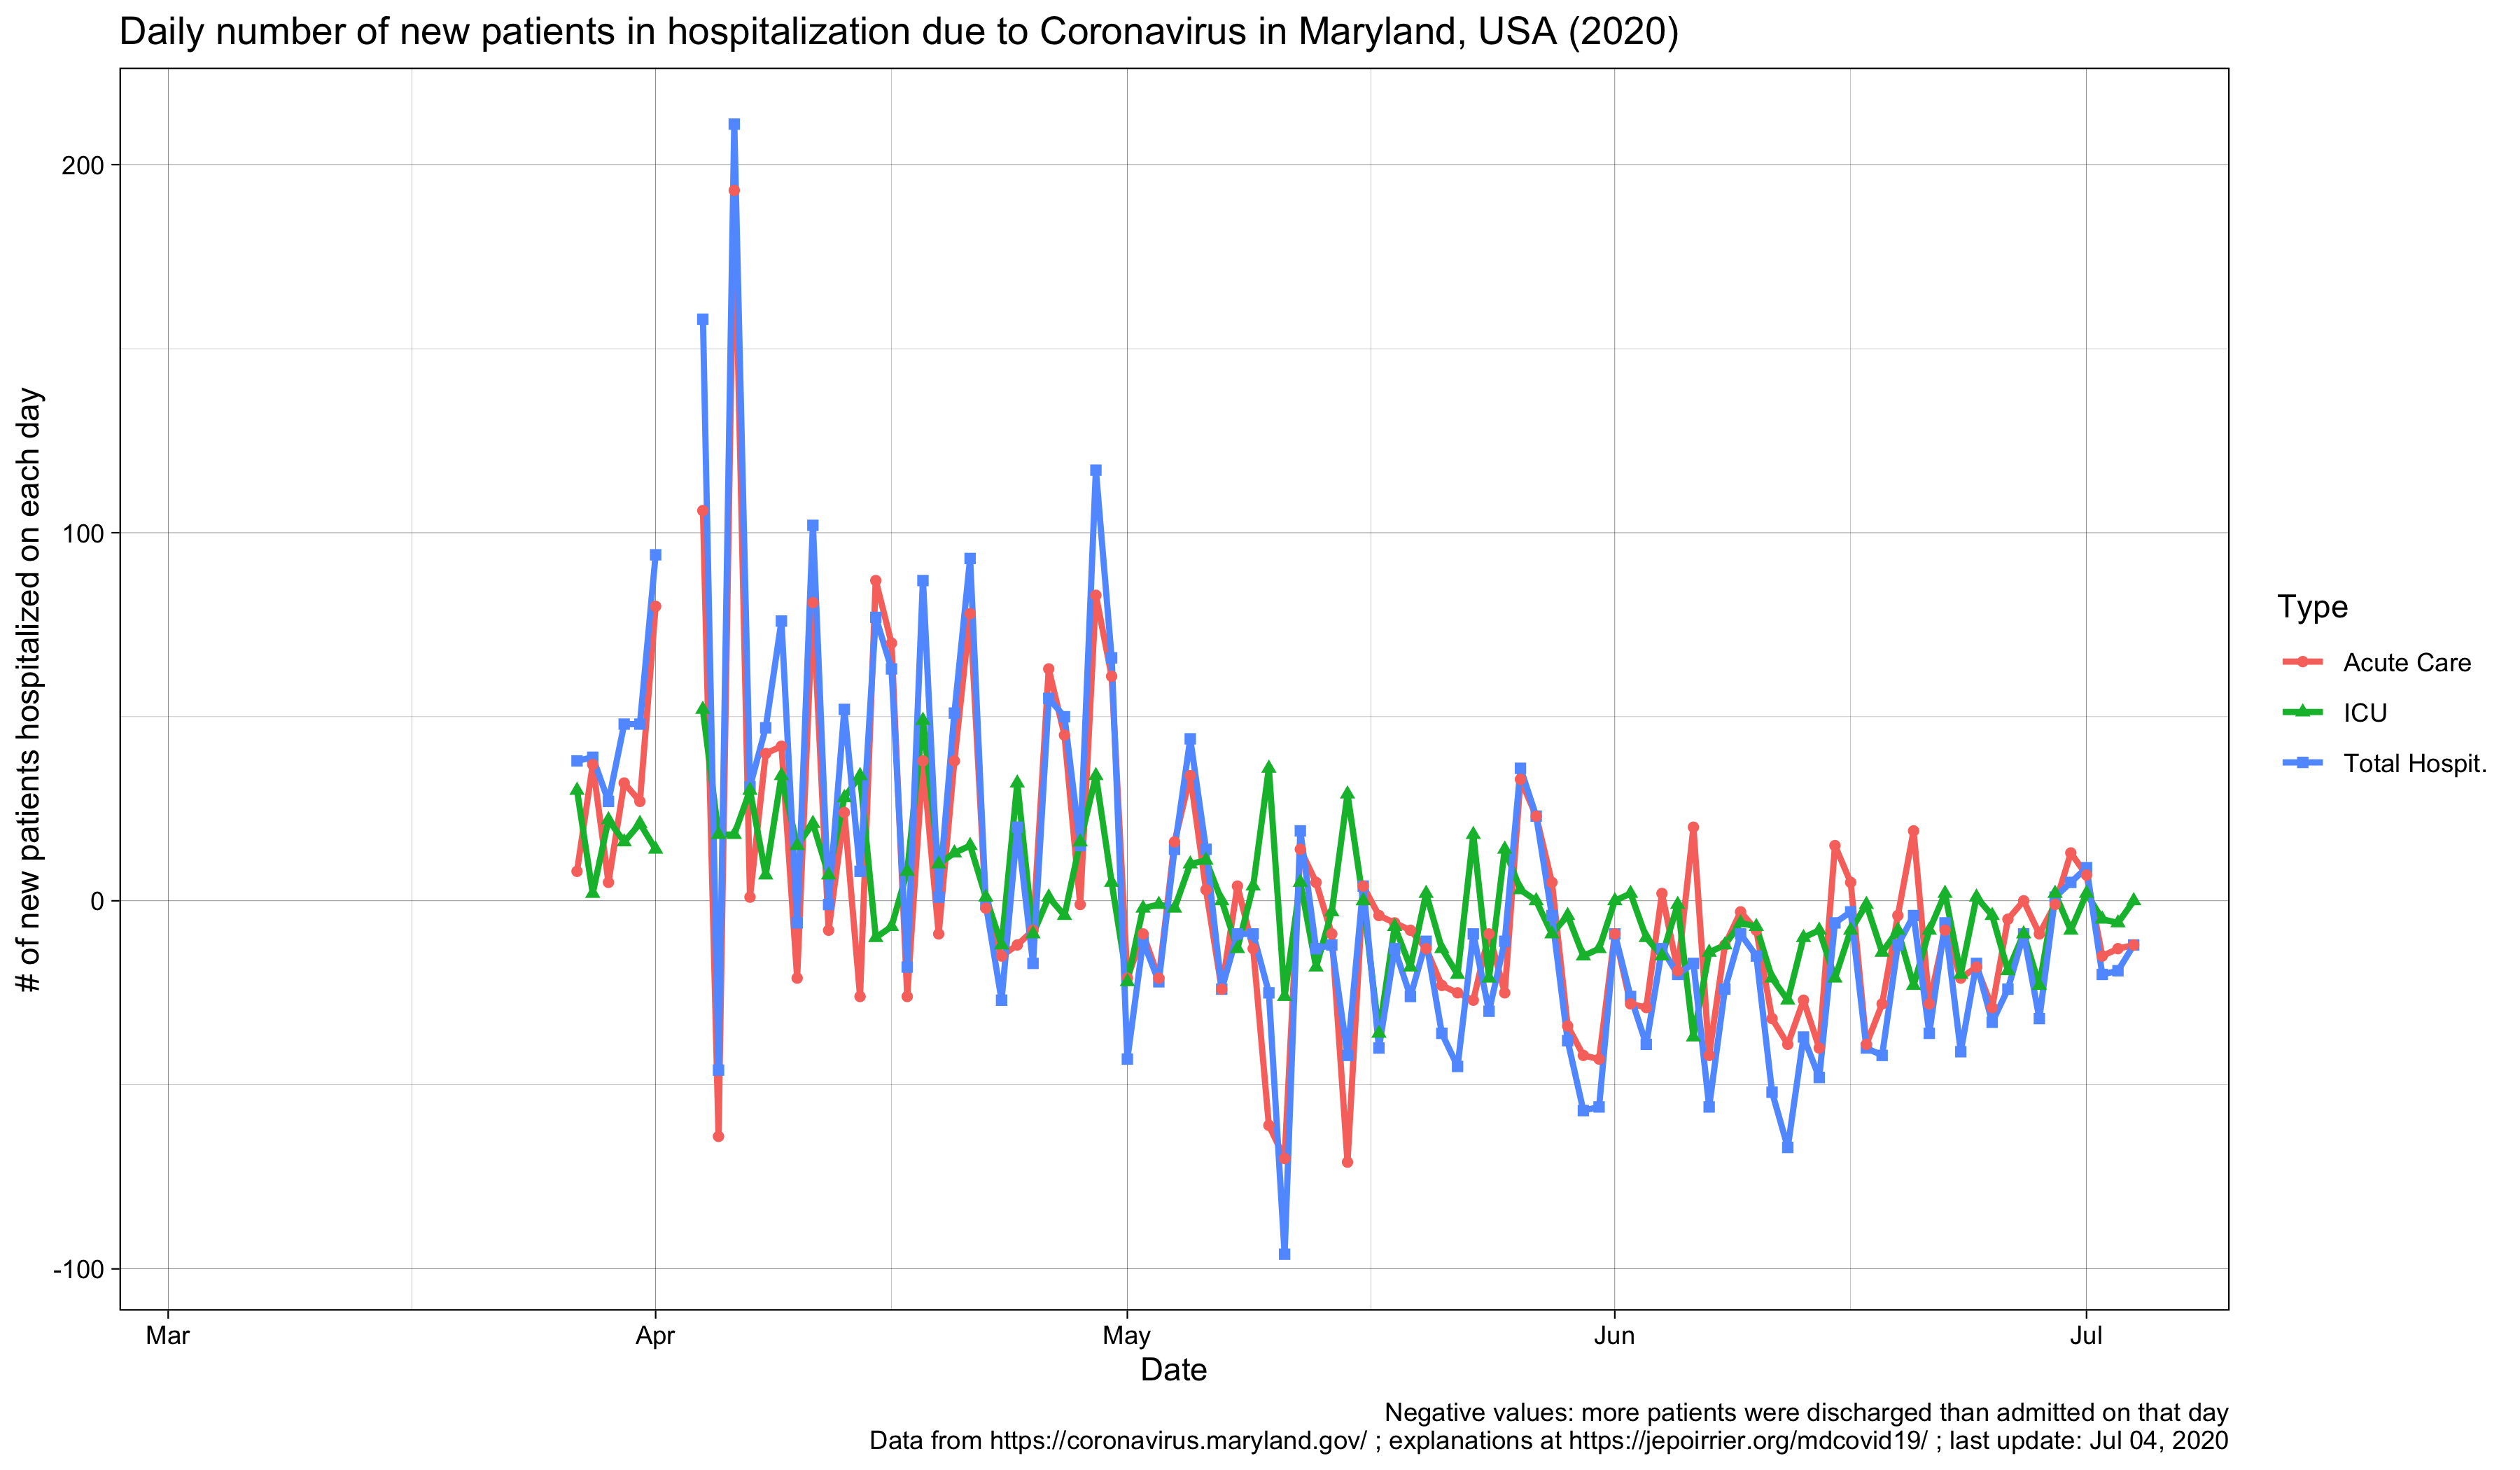 Daily number of new patients in hospitalization due to Coronavirus in Maryland, USA (2020)
# of new patients hospitalized on each day
200
100
0
-100
Mar Apr May Jun Jul
Date
Type
Acute Care
ICU
Total Hospit.
Negative values: more patients were discharged than admitted on that day
Data from https://coronavirus.maryland.gov/ ; explanations at https://jepoirrier.org/mdcovid19/ ; last update: Jul 04, 2020